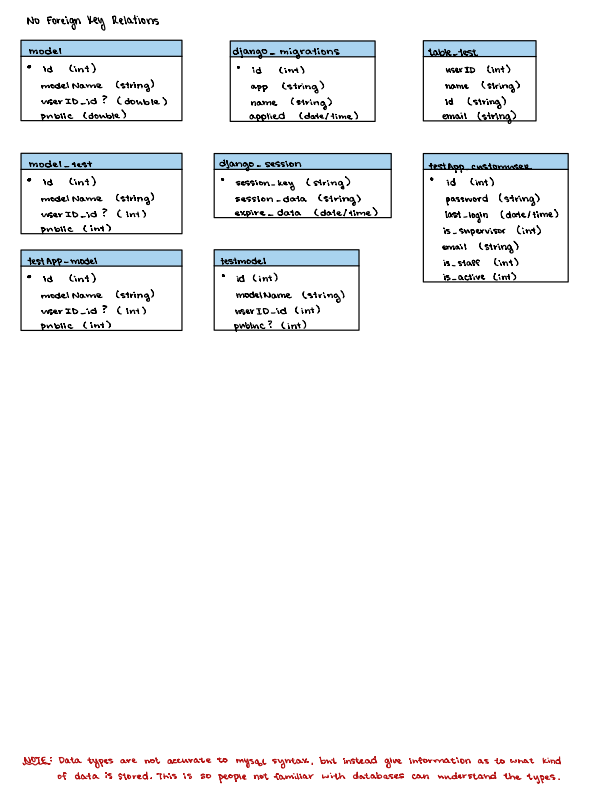 No Foreign Key Relations
model
• id (int)
modelName (string)
userID_id ? (double)
public (double)
django_migrations
• id (int)
app (string)
name (string)
applied (date/time)
table_test
userID (int)
name (string)
id (string)
email (string)
model_test
• id (int)
modelName (string)
userID_id ? (int)
public (int)
django_session
• session_key (string)
session_data (string)
expire_data (date/time)
testApp_customuser
• id (int)
password (string)
last_login (date/time)
is_supervisor (int)
email (string)
is_staff (int)
is_active (int)
testApp_model
• id (int)
modelName (string)
userID_id ? (int)
public (int)
testmodel
• id (int)
modelName (string)
userID_id (int)
public ? (int)
NOTE: Data types are not accurate to mysql syntax, but instead give information as to what kind
of data is stored. This is so people not familiar with databases can understand the types.